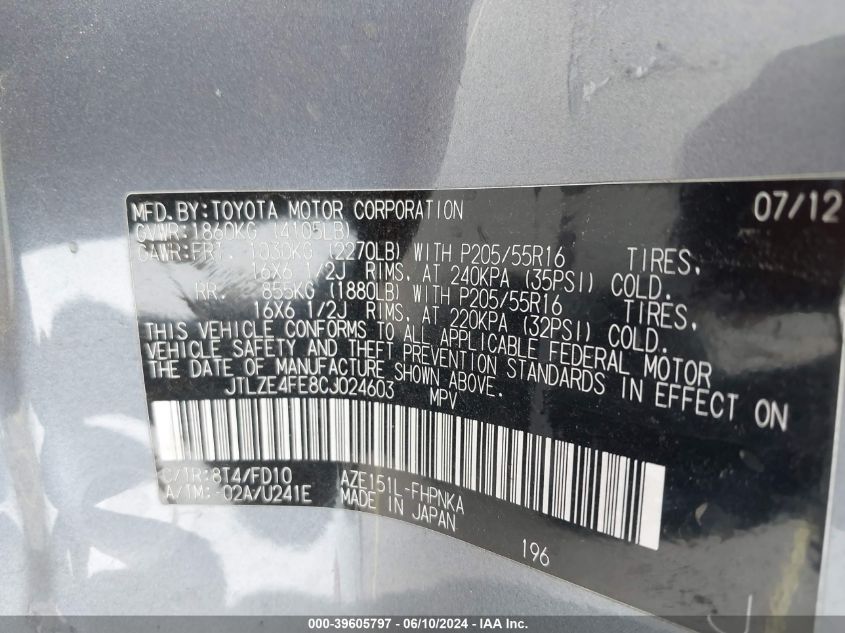 MFD.BY:TOYOTA MOTOR CORPORATION 07/12
GVWR:1860KG (4105LB)
GAWR:FRT. 1030KG (2270LB) WITH P205/55R16 TIRES,
16X6 1/2J RIMS, AT 240KPA (35PSI) COLD.
RR. 855KG (1880LB) WITH P205/55R16 TIRES,
16X6 1/2J RIMS, AT 220KPA (32PSI) COLD.
THIS VEHICLE CONFORMS TO ALL APPLICABLE FEDERAL MOTOR
VEHICLE SAFETY AND THEFT PREVENTION STANDARDS IN EFFECT ON
THE DATE OF MANUFACTURE SHOWN ABOVE.
JTLZE4FE8CJ024603 MPV
C/TR:8T4/FD10 AZE151L-FHPNKA
A/TM:-02A/U241E MADE IN JAPAN
196
000-39605797 - 06/10/2024 - IAA Inc.